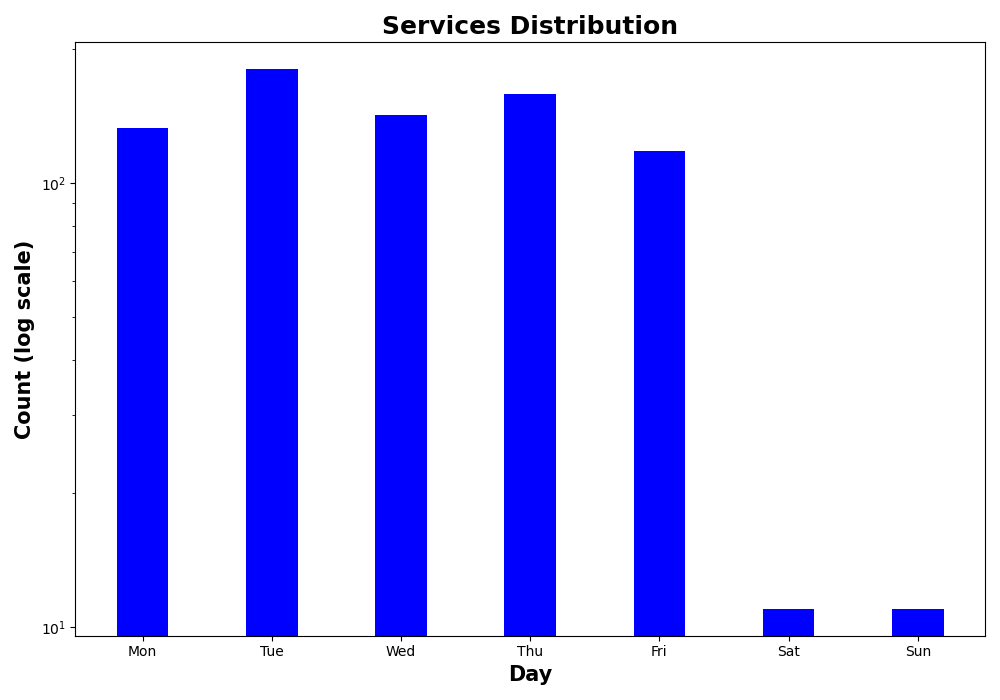 Services Distribution
Count (log scale)
10²
10¹
Mon Tue Wed Thu Fri Sat Sun
Day